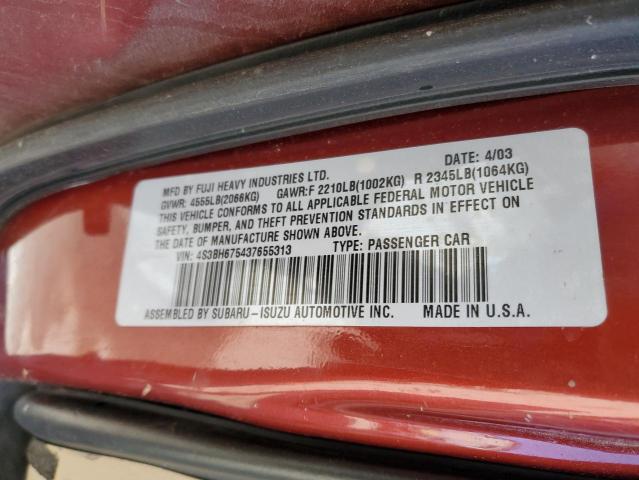 DATE: 4/03
MFD BY FUJI HEAVY INDUSTRIES LTD.
GVWR: 4555LB(2066KG) GAWR:F 2210LB(1002KG) R 2345LB(1064KG)
THIS VEHICLE CONFORMS TO ALL APPLICABLE FEDERAL MOTOR VEHICLE
SAFETY, BUMPER, AND THEFT PREVENTION STANDARDS IN EFFECT ON
THE DATE OF MANUFACTURE SHOWN ABOVE.
VIN: 4S3BH675437655313 TYPE: PASSENGER CAR
ASSEMBLED BY SUBARU-ISUZU AUTOMOTIVE INC. MADE IN U.S.A.